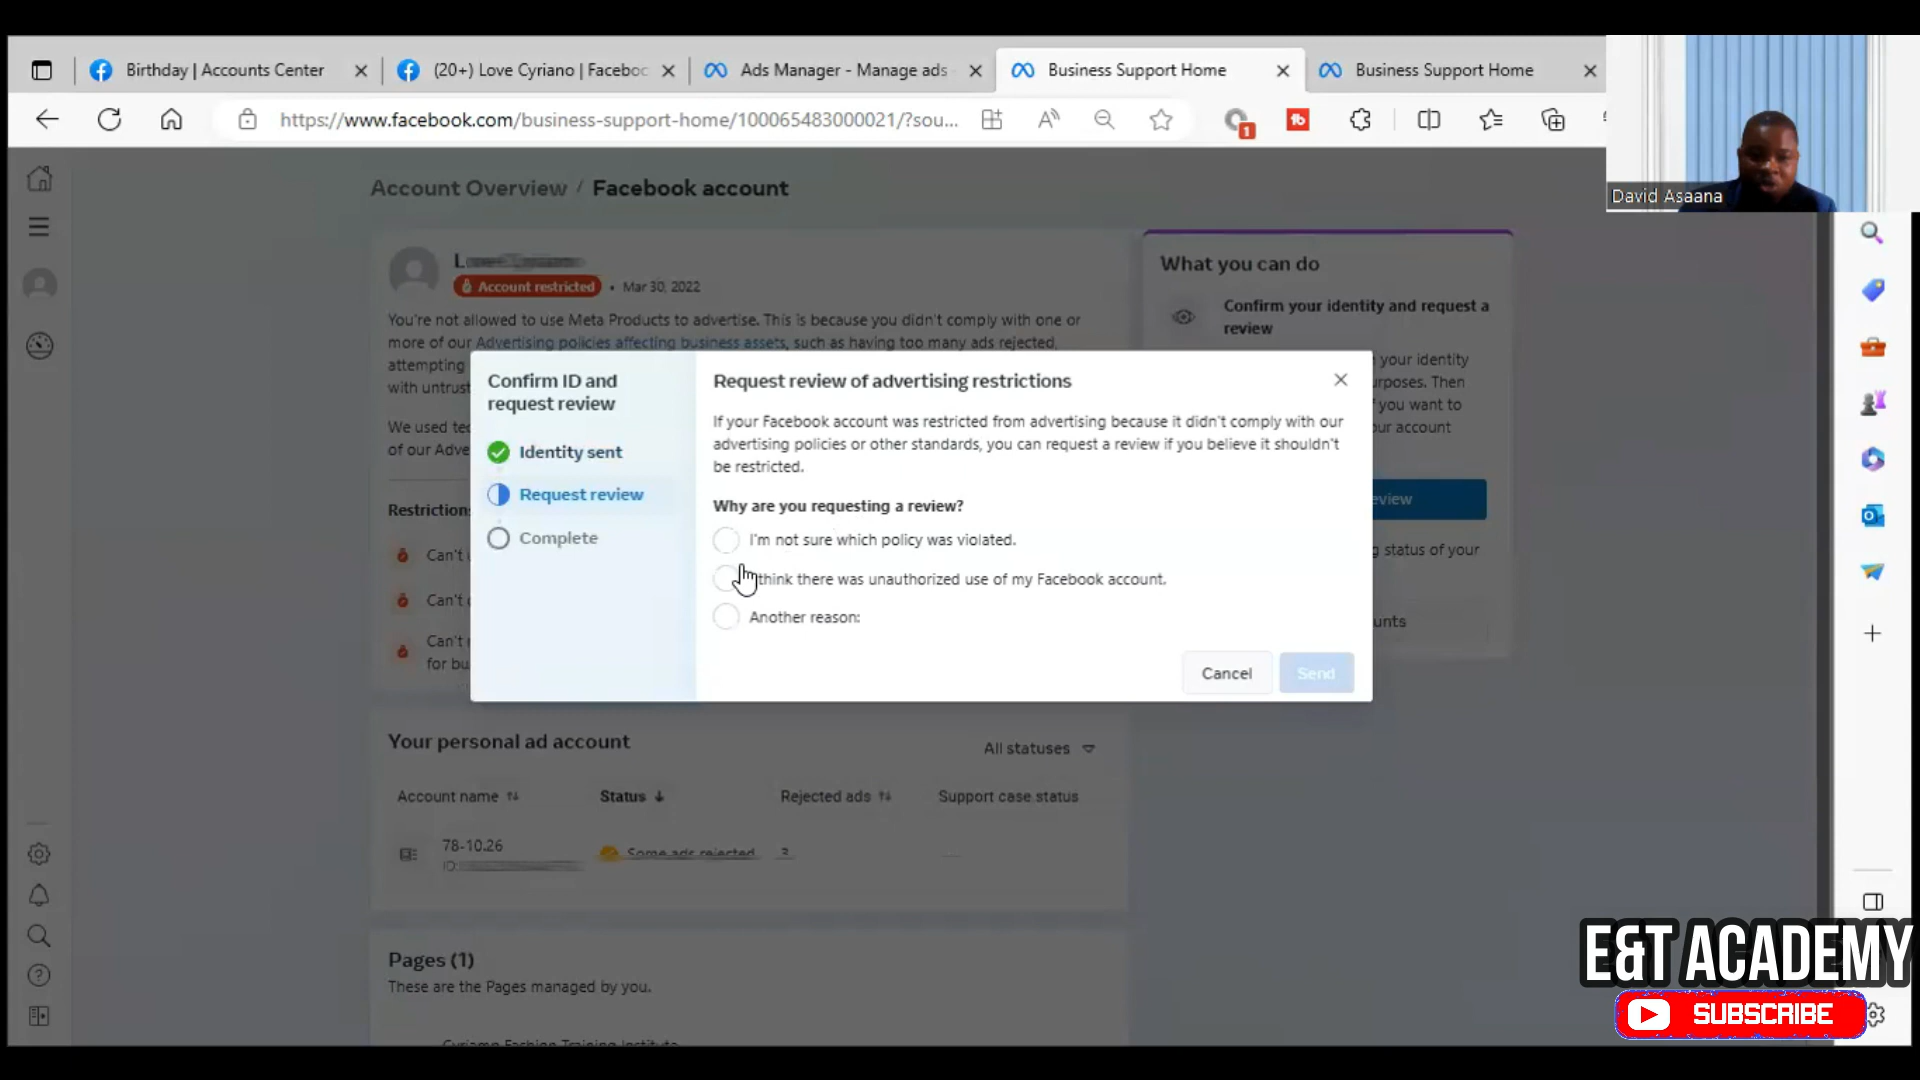 Birthday | Accounts Center
(20+) Love Cyriano | Faceboc
Ads Manager - Manage ads
Business Support Home
Business Support Home
https://www.facebook.com/business-support-home/100065483000021/?sou...
1
David Asaana
Account Overview / Facebook account
L
Account restricted • Mar 30, 2022
You're not allowed to use Meta Products to advertise. This is because you didn't comply with one or
more of our Advertising policies affecting business assets, such as having too many ads rejected,
attempting
with untrust
We used tec
of our Adve
Restrictions
Can't
Can't
Can't
for bu
What you can do
Confirm your identity and request a
review
your identity
rposes. Then
f you want to
our account
eview
g status of your
unts
Confirm ID and
request review
Identity sent
Request review
Complete
Request review of advertising restrictions
If your Facebook account was restricted from advertising because it didn't comply with our
advertising policies or other standards, you can request a review if you believe it shouldn't
be restricted.
Why are you requesting a review?
I'm not sure which policy was violated.
think there was unauthorized use of my Facebook account.
Another reason:
Cancel
Send
Your personal ad account
All statuses
Account name
Status
Rejected ads
Support case status
78-10.26
ID:
Some ads rejected
3
Pages (1)
These are the Pages managed by you.
E&T ACADEMY
SUBSCRIBE